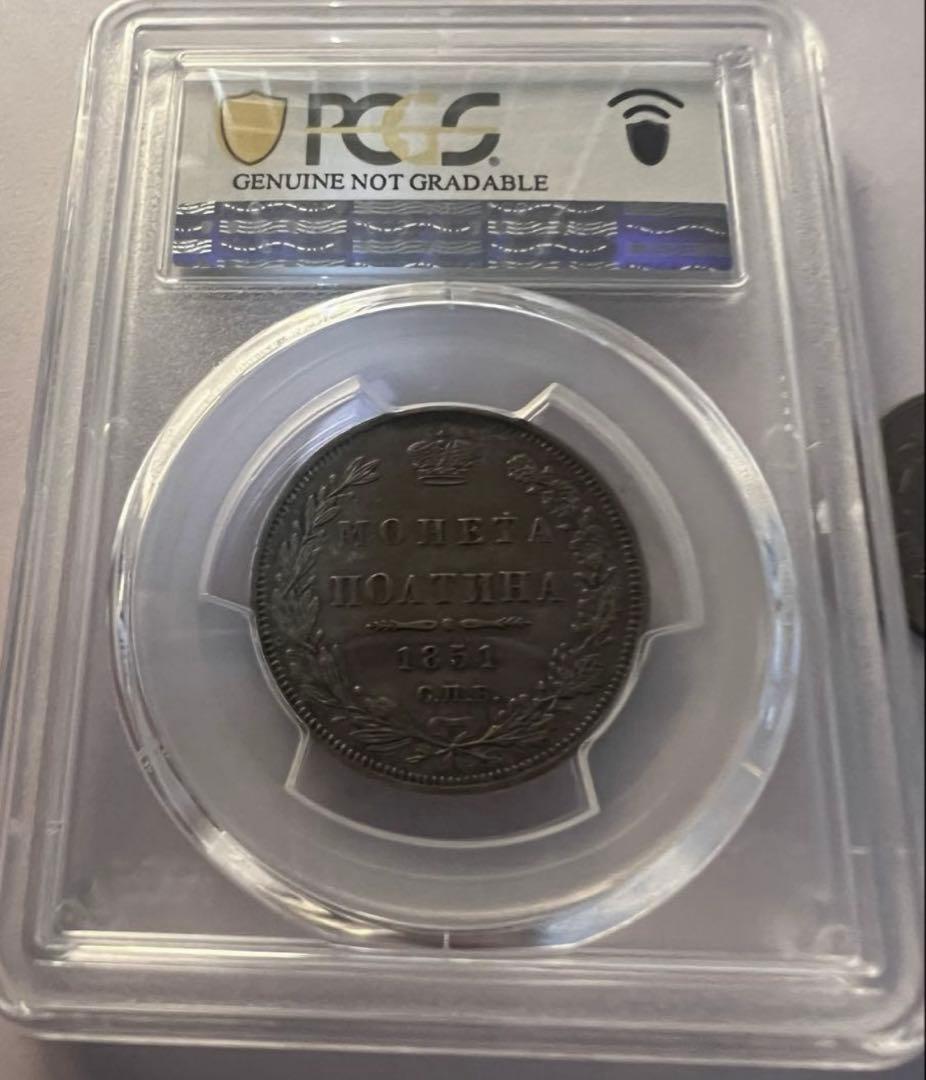 PCGS
GENUINE NOT GRADABLE
МОНЕТА
ПОЛТИНА
1851
С.П.Б.